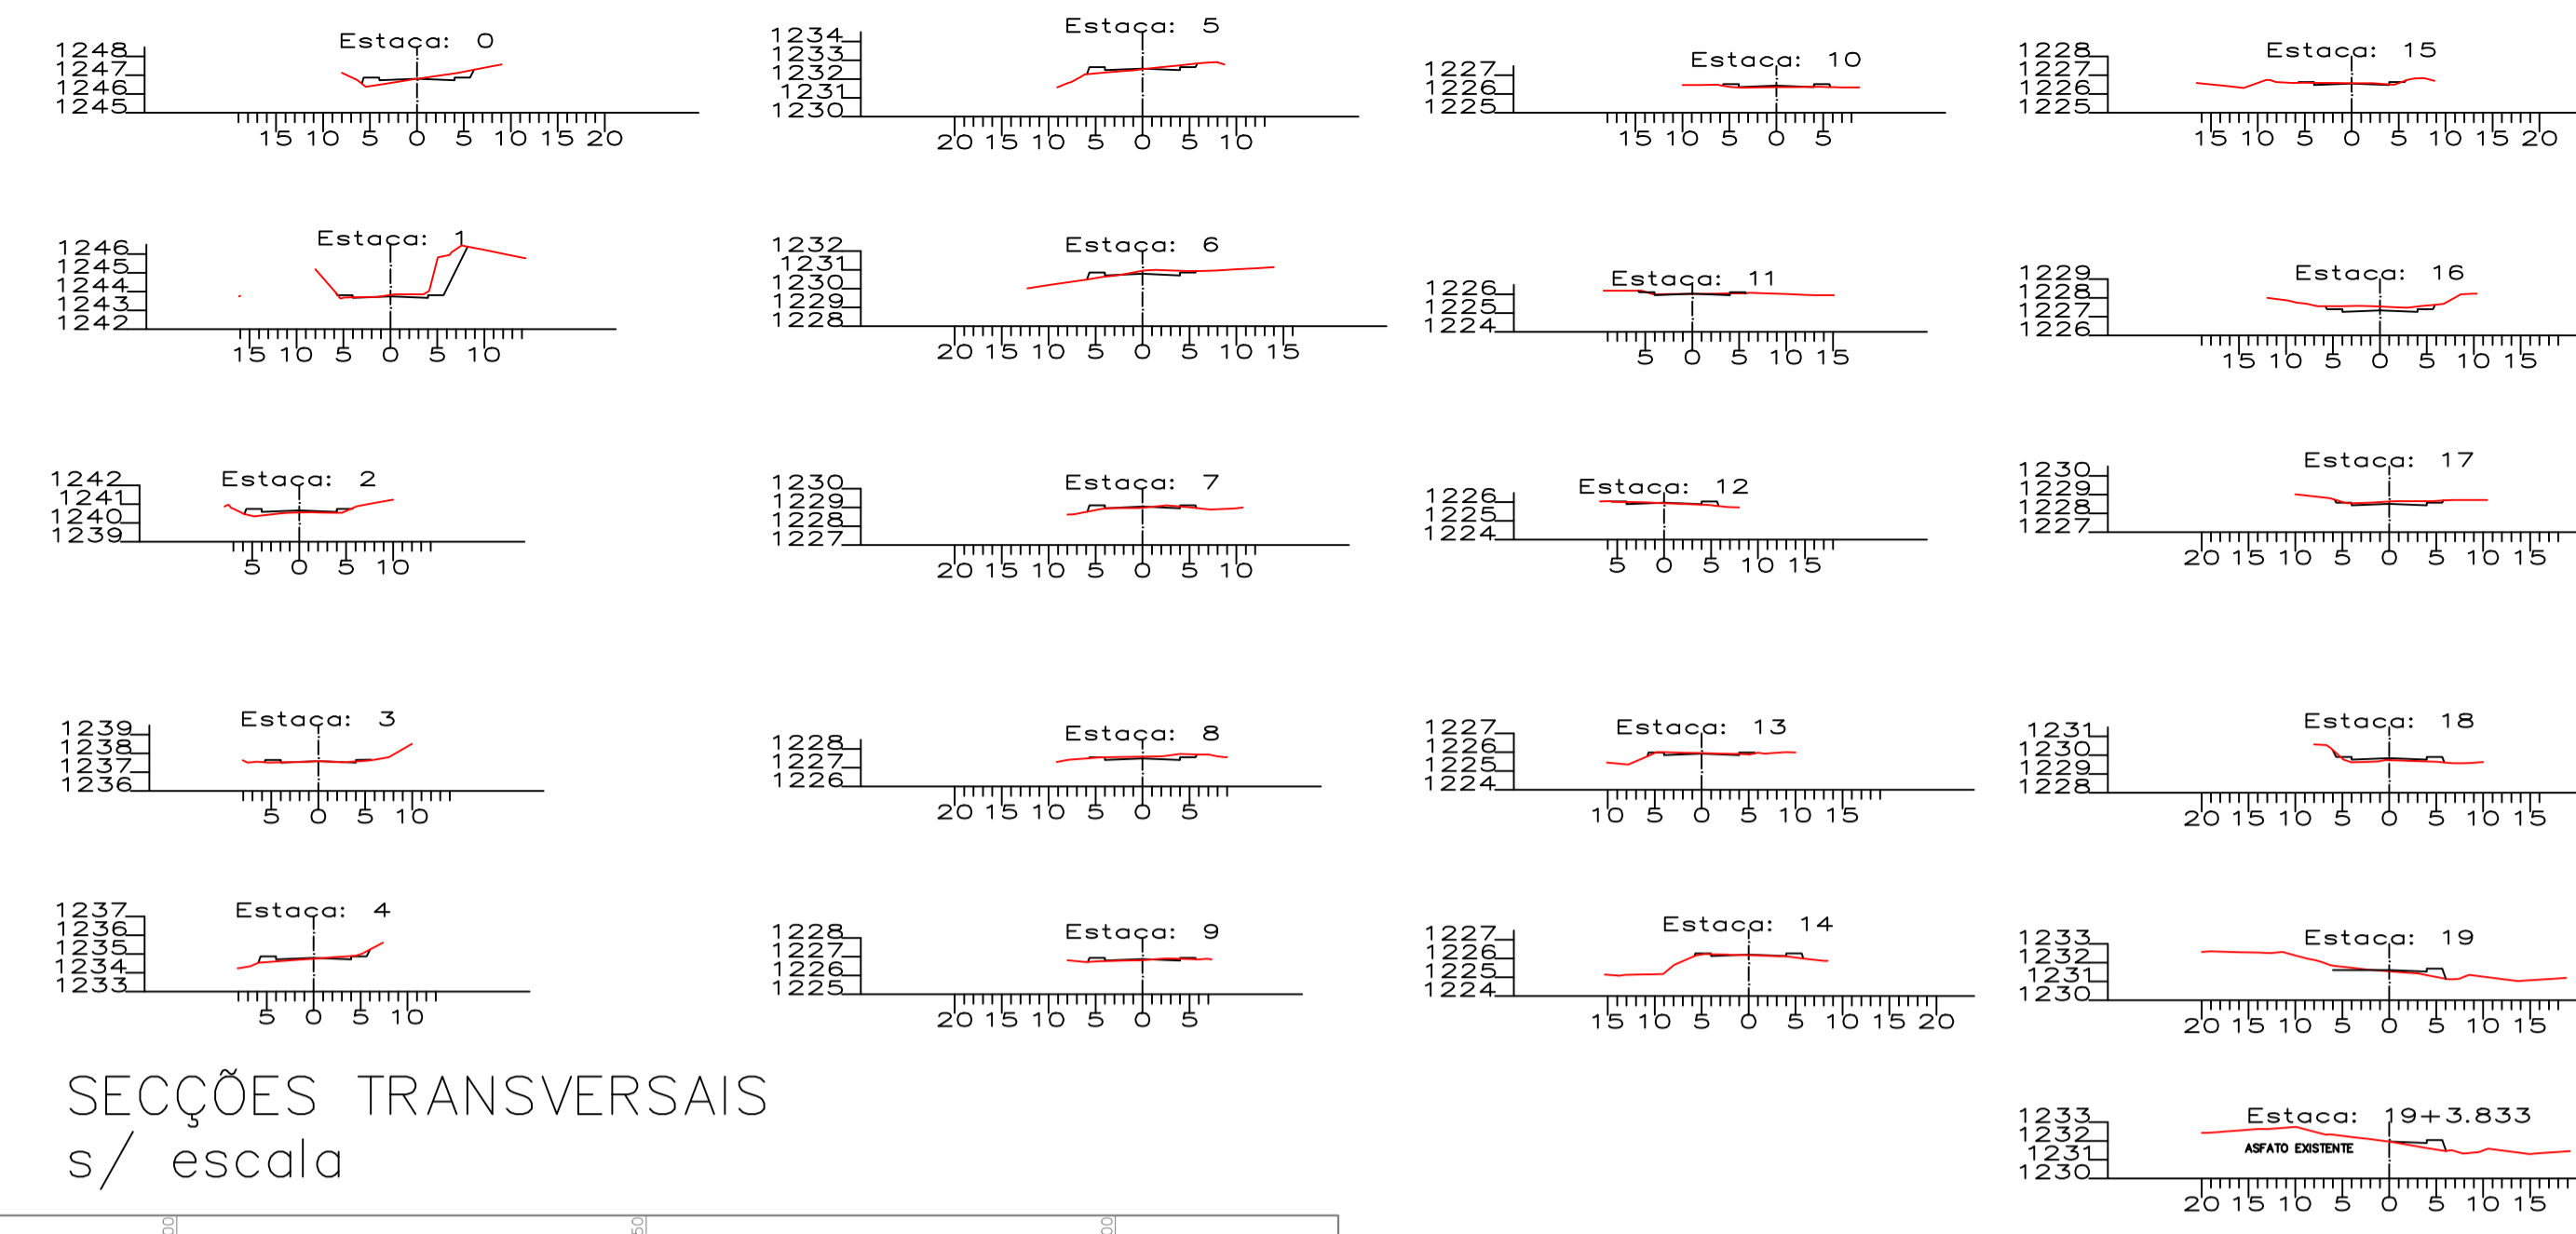 Estaca: 0
1248
1247
1246
1245
15 10 5 0 5 10 15 20
Estaca: 1
1246
1245
1244
1243
1242
15 10 5 0 5 10
Estaca: 2
1242
1241
1240
1239
5 0 5 10
Estaca: 3
1239
1238
1237
1236
5 0 5 10
Estaca: 4
1237
1236
1235
1234
1233
5 0 5 10
Estaca: 5
1234
1233
1232
1231
1230
20 15 10 5 0 5 10
Estaca: 6
1232
1231
1230
1229
1228
20 15 10 5 0 5 10 15
Estaca: 7
1230
1229
1228
1227
20 15 10 5 0 5 10
Estaca: 8
1228
1227
1226
20 15 10 5 0 5
Estaca: 9
1228
1227
1226
1225
20 15 10 5 0 5
Estaca: 10
1227
1226
1225
15 10 5 0 5
Estaca: 11
1226
1225
1224
5 0 5 10 15
Estaca: 12
1226
1225
1224
5 0 5 10 15
Estaca: 13
1227
1226
1225
1224
10 5 0 5 10 15
Estaca: 14
1227
1226
1225
1224
15 10 5 0 5 10 15 20
Estaca: 15
1228
1227
1226
1225
15 10 5 0 5 10 15 20
Estaca: 16
1229
1228
1227
1226
15 10 5 0 5 10 15
Estaca: 17
1230
1229
1228
1227
20 15 10 5 0 5 10 15
Estaca: 18
1231
1230
1229
1228
20 15 10 5 0 5 10 15
Estaca: 19
1233
1232
1231
1230
20 15 10 5 0 5 10 15
Estaca: 19+3.833
1233
1232
1231
1230
ASFATO EXISTENTE
20 15 10 5 0 5 10 15
SECÇÕES TRANSVERSAIS
s/ escala